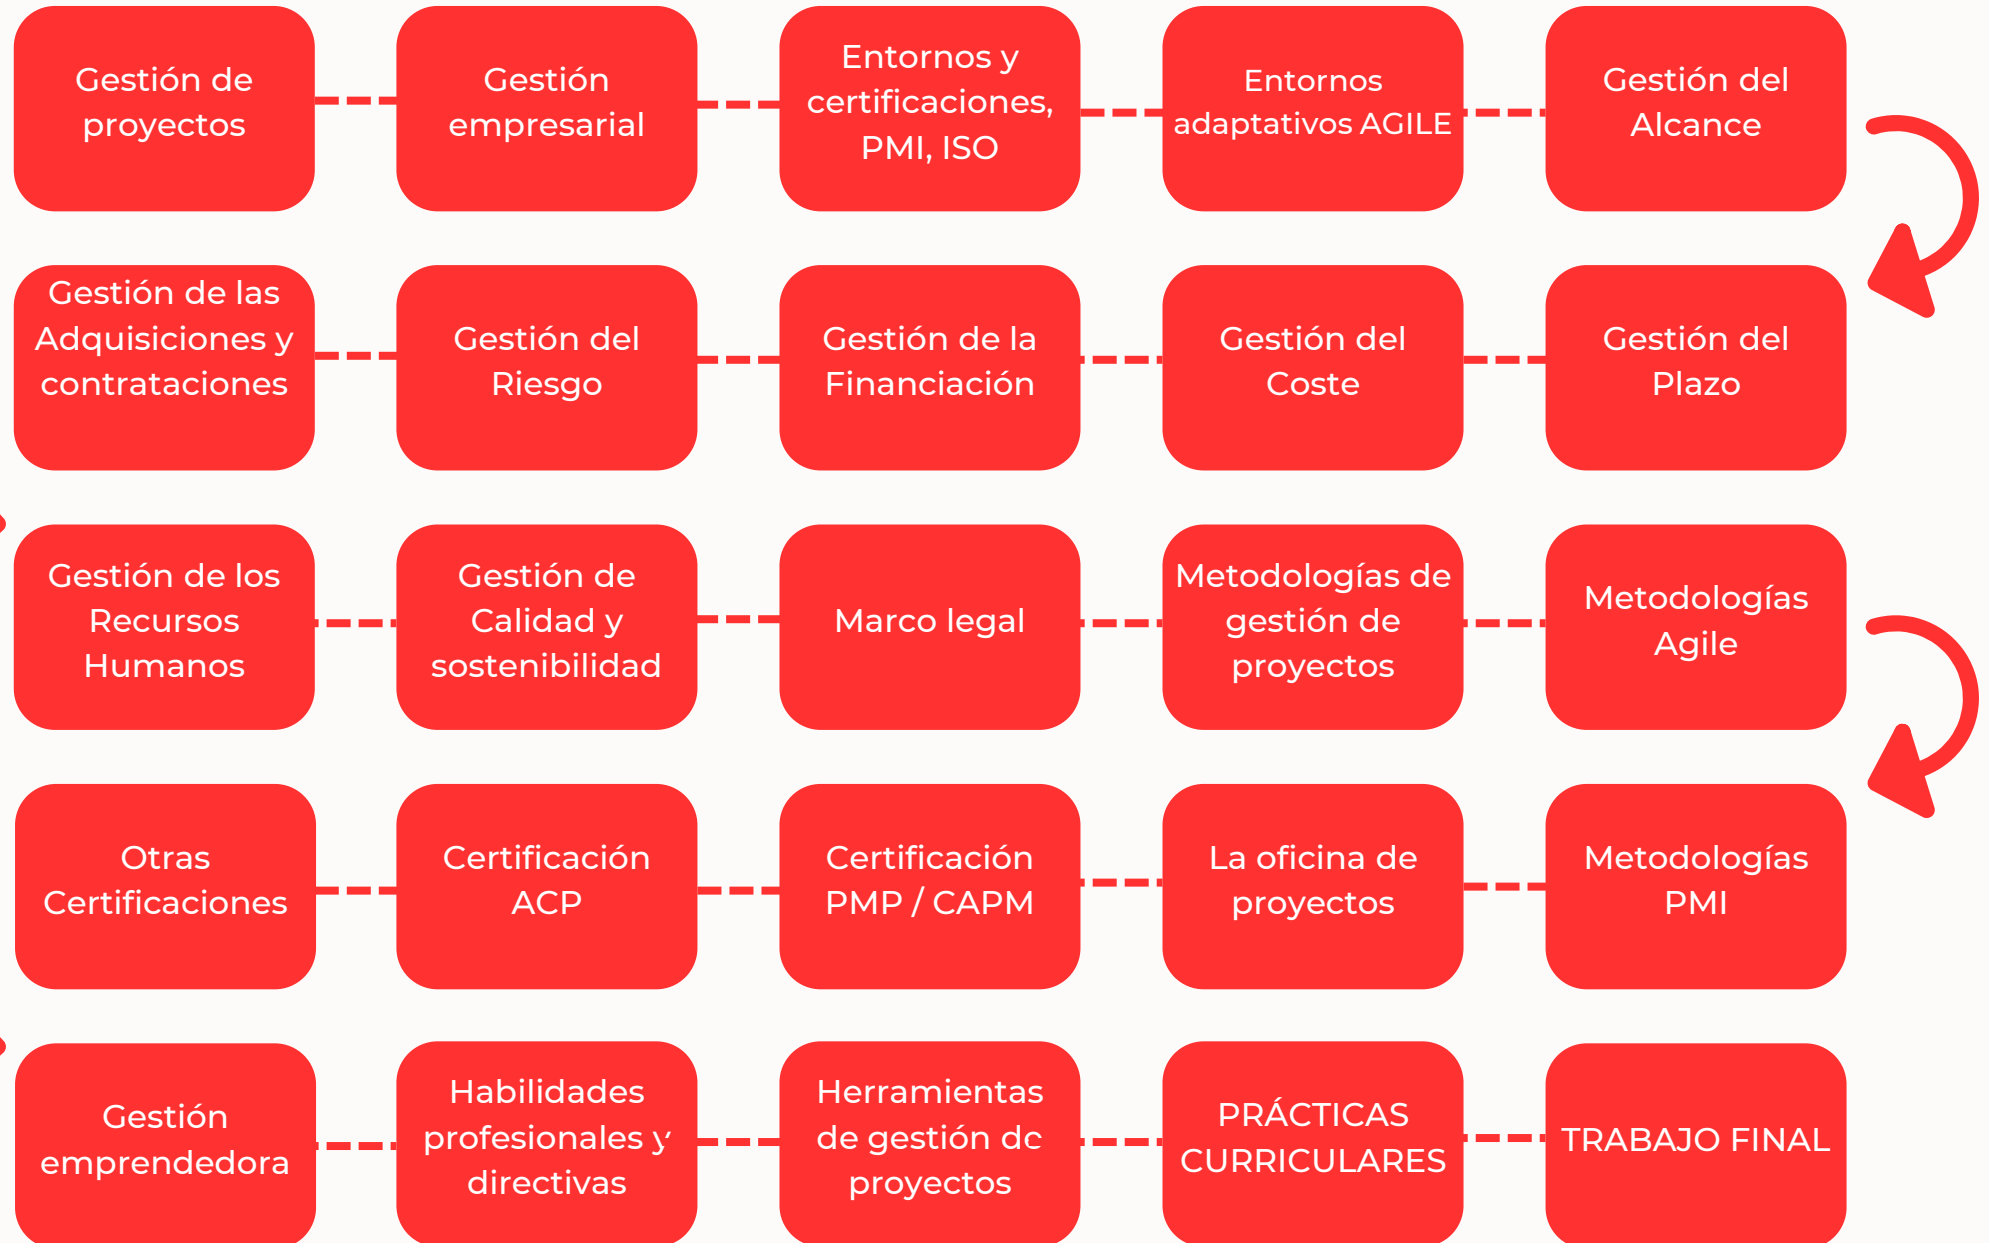 Gestión de
proyectos
Gestión
empresarial
Entornos y
certificaciones,
PMI, ISO
Entornos
adaptativos AGILE
Gestión del
Alcance
Gestión de las
Adquisiciones y
contrataciones
Gestión del
Riesgo
Gestión de la
Financiación
Gestión del
Coste
Gestión del
Plazo
Gestión de los
Recursos
Humanos
Gestión de
Calidad y
sostenibilidad
Marco legal
Metodologías de
gestión de
proyectos
Metodologías
Agile
Otras
Certificaciones
Certificación
ACP
Certificación
PMP / CAPM
La oficina de
proyectos
Metodologías
PMI
Gestión
emprendedora
Habilidades
profesionales y
directivas
Herramientas
de gestión de
proyectos
PRÁCTICAS
CURRICULARES
TRABAJO FINAL